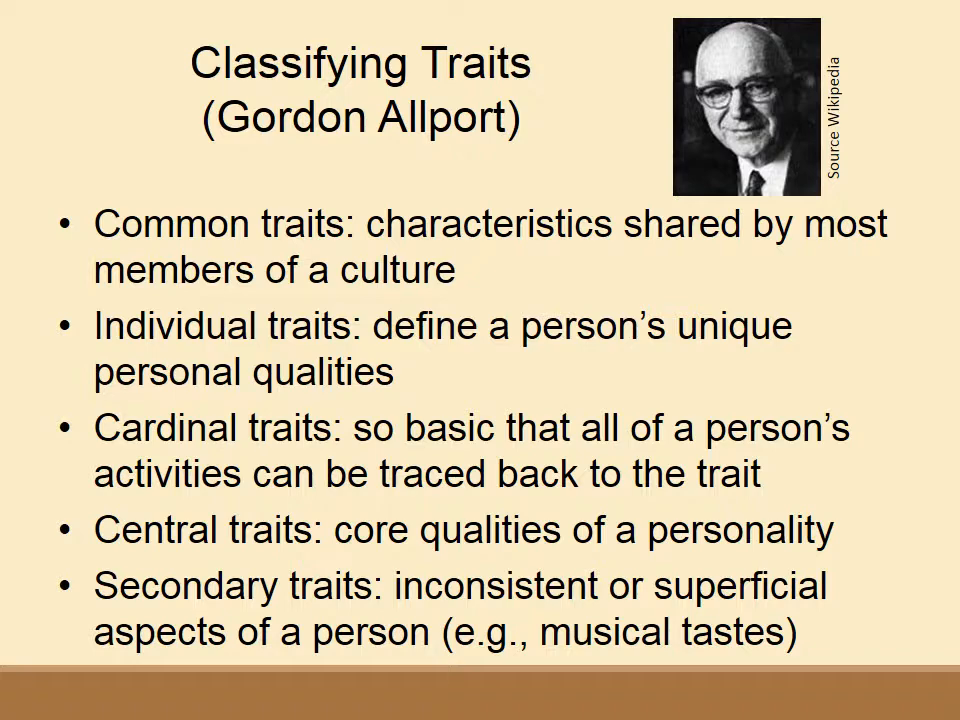 Classifying Traits
(Gordon Allport)
Source Wikipedia
• Common traits: characteristics shared by most
members of a culture
• Individual traits: define a person’s unique
personal qualities
• Cardinal traits: so basic that all of a person’s
activities can be traced back to the trait
• Central traits: core qualities of a personality
• Secondary traits: inconsistent or superficial
aspects of a person (e.g., musical tastes)